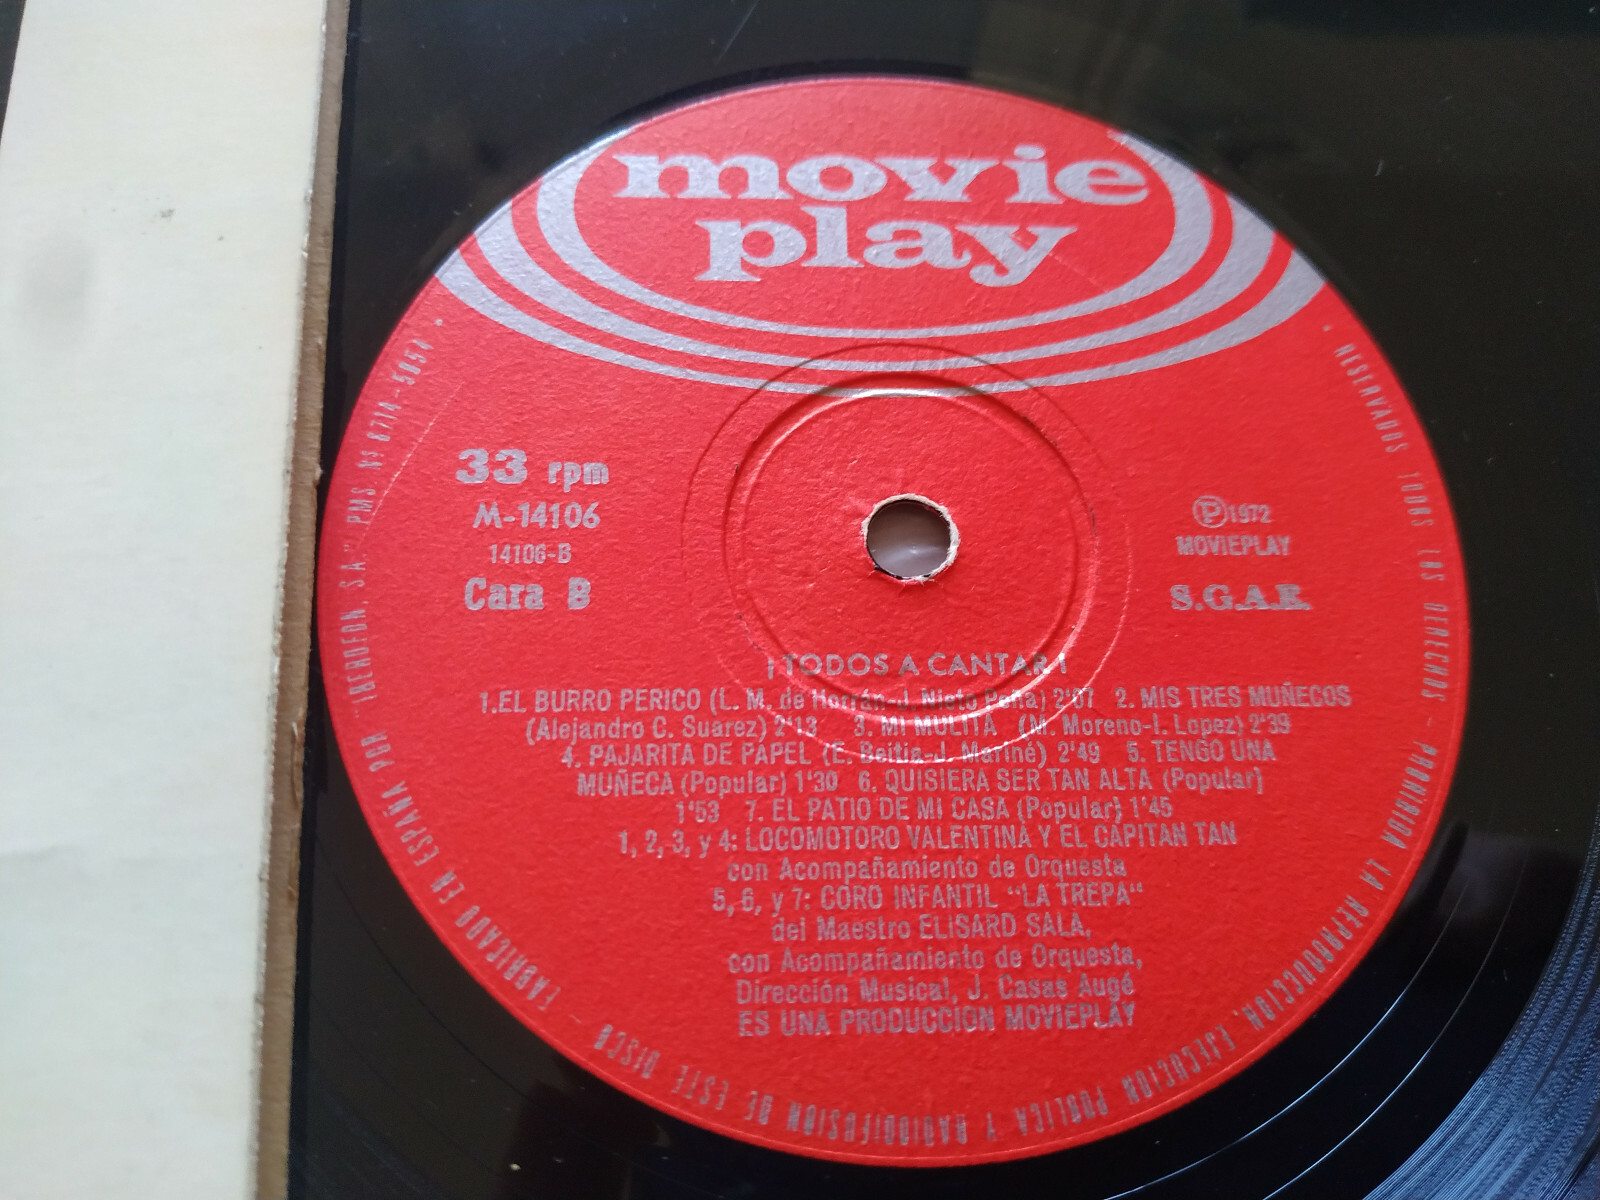 movie
play
33 rpm
M-14106
14106-B
Cara B
Ⓟ1972
MOVIEPLAY
S.G.A.E.
¡TODOS A CANTAR!
1.EL BURRO PERICO (L. M. de Horrán-J. Nieto Peña) 2'07 2. MIS TRES MUÑECOS
(Alejandro C. Suarez) 2'13 3. MI MULITA (M. Moreno-I. Lopez) 2'39
4. PAJARITA DE PAPEL (E. Beitia-J. Mariné) 2'49 5. TENGO UNA
MUÑECA (Popular) 1'30 6. QUISIERA SER TAN ALTA (Popular)
1'53 7. EL PATIO DE MI CASA (Popular) 1'45
1, 2, 3, y 4: LOCOMOTORO VALENTINA Y EL CAPITAN TAN
con Acompañamiento de Orquesta
5, 6, y 7: CORO INFANTIL "LA TREPA"
del Maestro ELISARD SALA,
con Acompañamiento de Orquesta,
Dirección Musical, J. Casas Augé
ES UNA PRODUCCION MOVIEPLAY
RESERVADOS TODOS LOS DERECHOS - PROHIBIDA LA REPRODUCCION, EJECUCION PUBLICA Y RADIODIFUSION DE ESTE DISCO - FABRICADO EN ESPAÑA POR "IBEROFON, S.A." PMS Nº 8714-5854